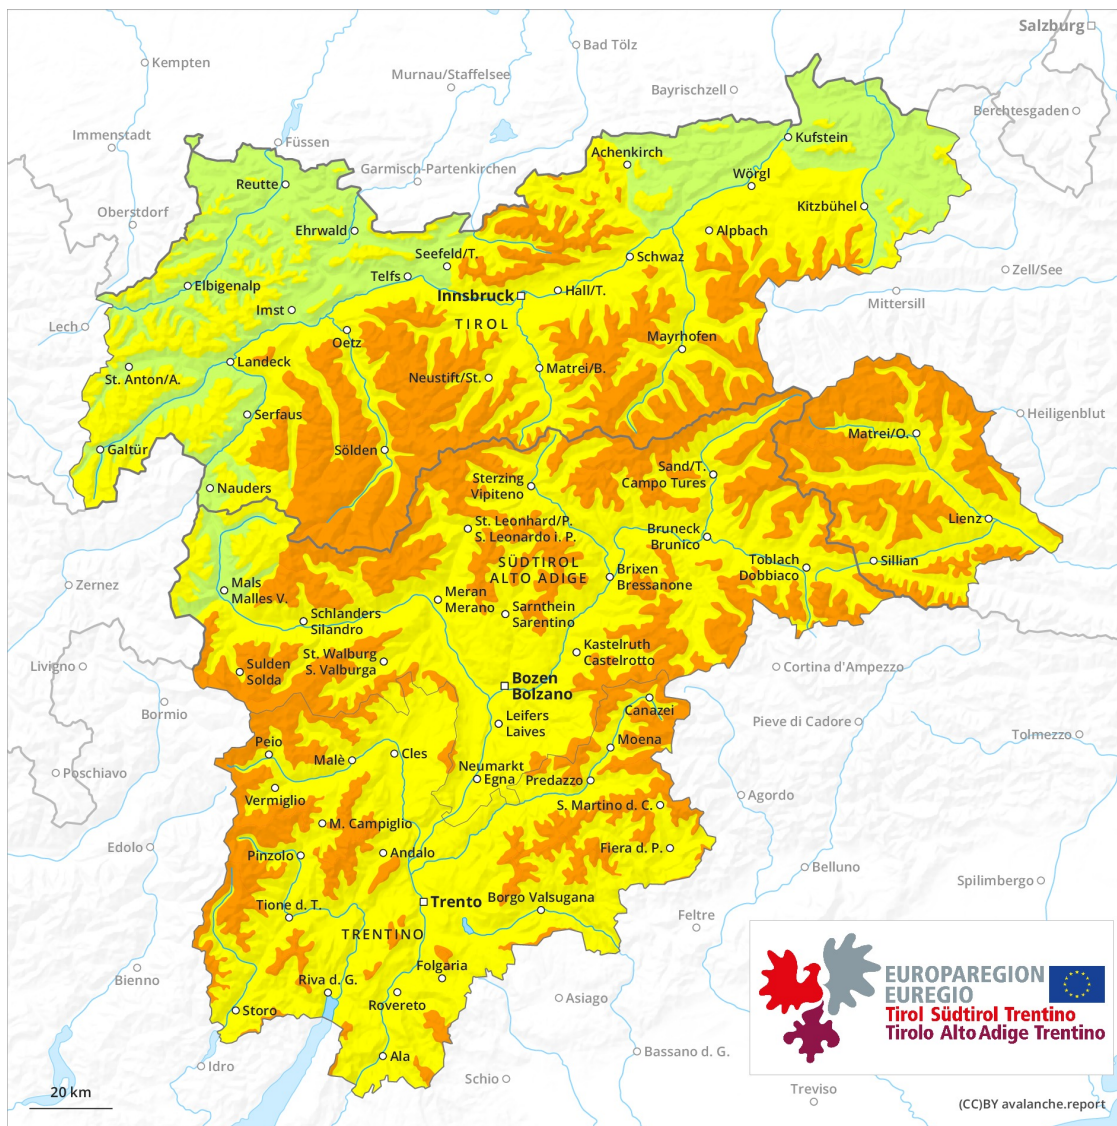 Salzburg
Bad Tölz
Kempten
Murnau/Staffelsee
Bayrischzell
Berchtesgaden
Immenstadt
Füssen
Kufstein
Achenkirch
Garmisch-Partenkirchen
Wörgl
Reutte
Kitzbühel
Oberstdorf
Ehrwald
Alpbach
Seefeld/T.
Schwaz
Telfs
Zell/See
Elbigenalp
Hall/T.
Innsbruck
Mittersill
Imst
TIROL
Lech
Oetz
Mayrhofen
Landeck
Matrei/B.
St. Anton/A.
Neustift/St.
Serfaus
Heiligenblut
Matrei/O.
Galtür
Sölden
Sand/T.
Campo Tures
Sterzing
Vipiteno
Nauders
Lienz
St. Leonhard/P.
S. Leonardo i. P.
Bruneck
Brunico
SÜDTIROL
ALTO ADIGE
Toblach
Dobbiaco
Sillian
Brixen
Bressanone
Zernez
Mals
Malles V.
Meran
Merano
Sarnthein
Sarentino
Schlanders
Silandro
Kastelruth
Castelrotto
St. Walburg
S. Valburga
Livigno
Sulden
Solda
Cortina d'Ampezzo
Bozen
Bolzano
Canazei
Bormio
Leifers
Laives
Pieve di Cadore
Tolmezzo
Moena
Peio
Cles
Malè
Neumarkt
Egna
Predazzo
Poschiavo
Vermiglio
Agordo
S. Martino d. C.
M. Campiglio
Edolo
Pinzolo
Andalo
Fiera d. P.
Belluno
Spilimbergo
Trento
Borgo Valsugana
Tione d. T.
Feltre
TRENTINO
Folgaria
Bienno
Riva d. G.
Rovereto
Asiago
Storo
EUROPAREGION
EUREGIO
Tirol Südtirol Trentino
Tirolo Alto Adige Trentino
Ala
Bassano d. G.
Idro
Schio
Treviso
20 km
(CC)BY avalanche.report